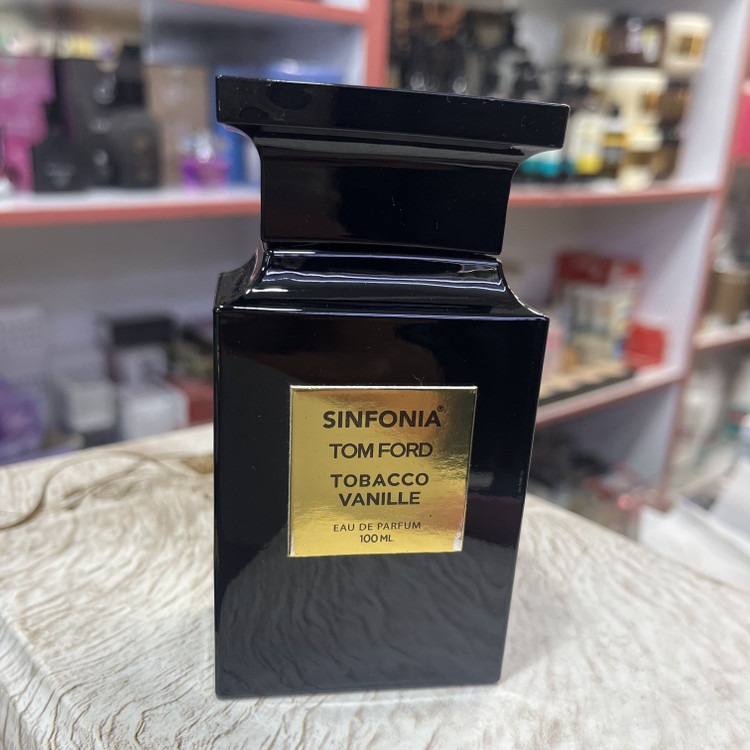 SINFONIA®
TOM FORD
TOBACCO
VANILLE
EAU DE PARFUM
100 ML